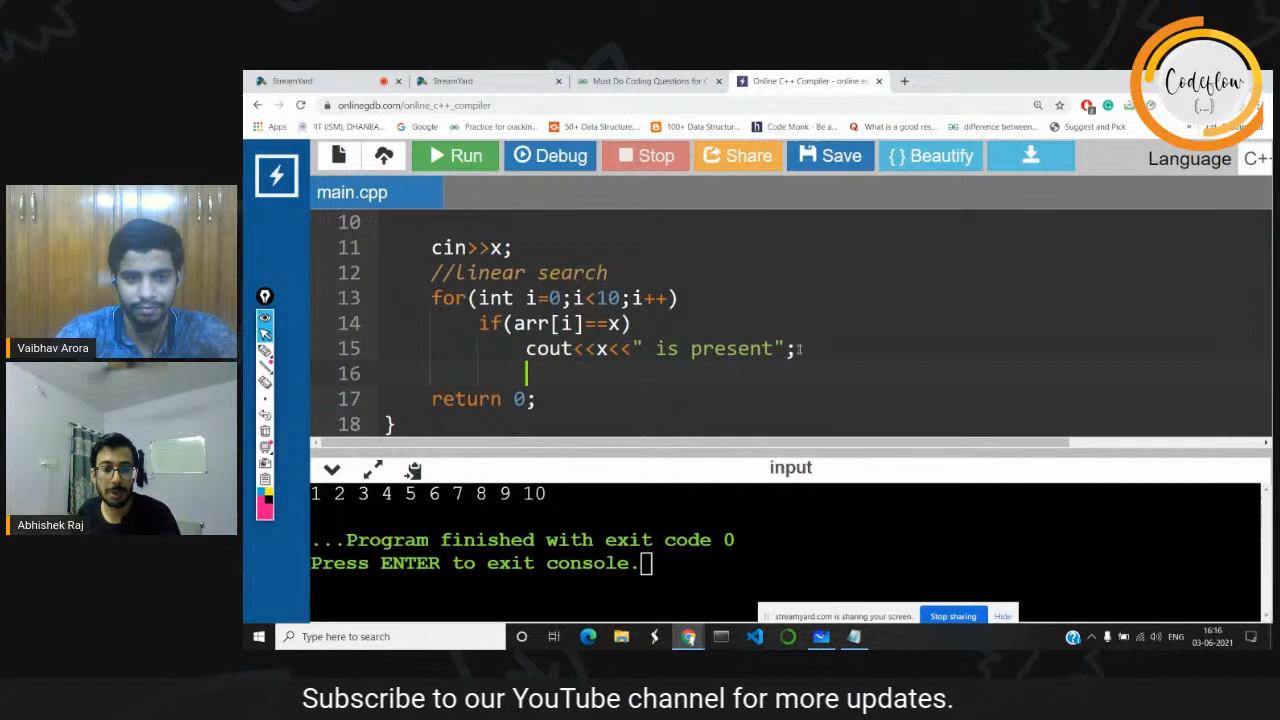 Codeflow
{...}
StreamYard
StreamYard
Must Do Coding Questions for C
Online C++ Compiler - online e
onlinegdb.com/online_c++_compiler
Apps
IIT (ISM), DHANBA...
Google
Practice for crackin...
50+ Data Structure,...
100+ Data Structur...
Code Monk - Be a...
What is a good res...
difference between...
Suggest and Pick
Run
Debug
Stop
Share
Save
{ } Beautify
Language
C+
main.cpp
10
11 cin>>x;
12 //linear search
13 for(int i=0;i<10;i++)
14 if(arr[i]==x)
15 cout<<x<<" is present";
16
17 return 0;
18 }
input
1 2 3 4 5 6 7 8 9 10
...Program finished with exit code 0
Press ENTER to exit console.
streamyard.com is sharing your screen.
Stop sharing
Hide
Type here to search
ENG
16:16
03-06-2021
Vaibhav Arora
Abhishek Raj
Subscribe to our YouTube channel for more updates.